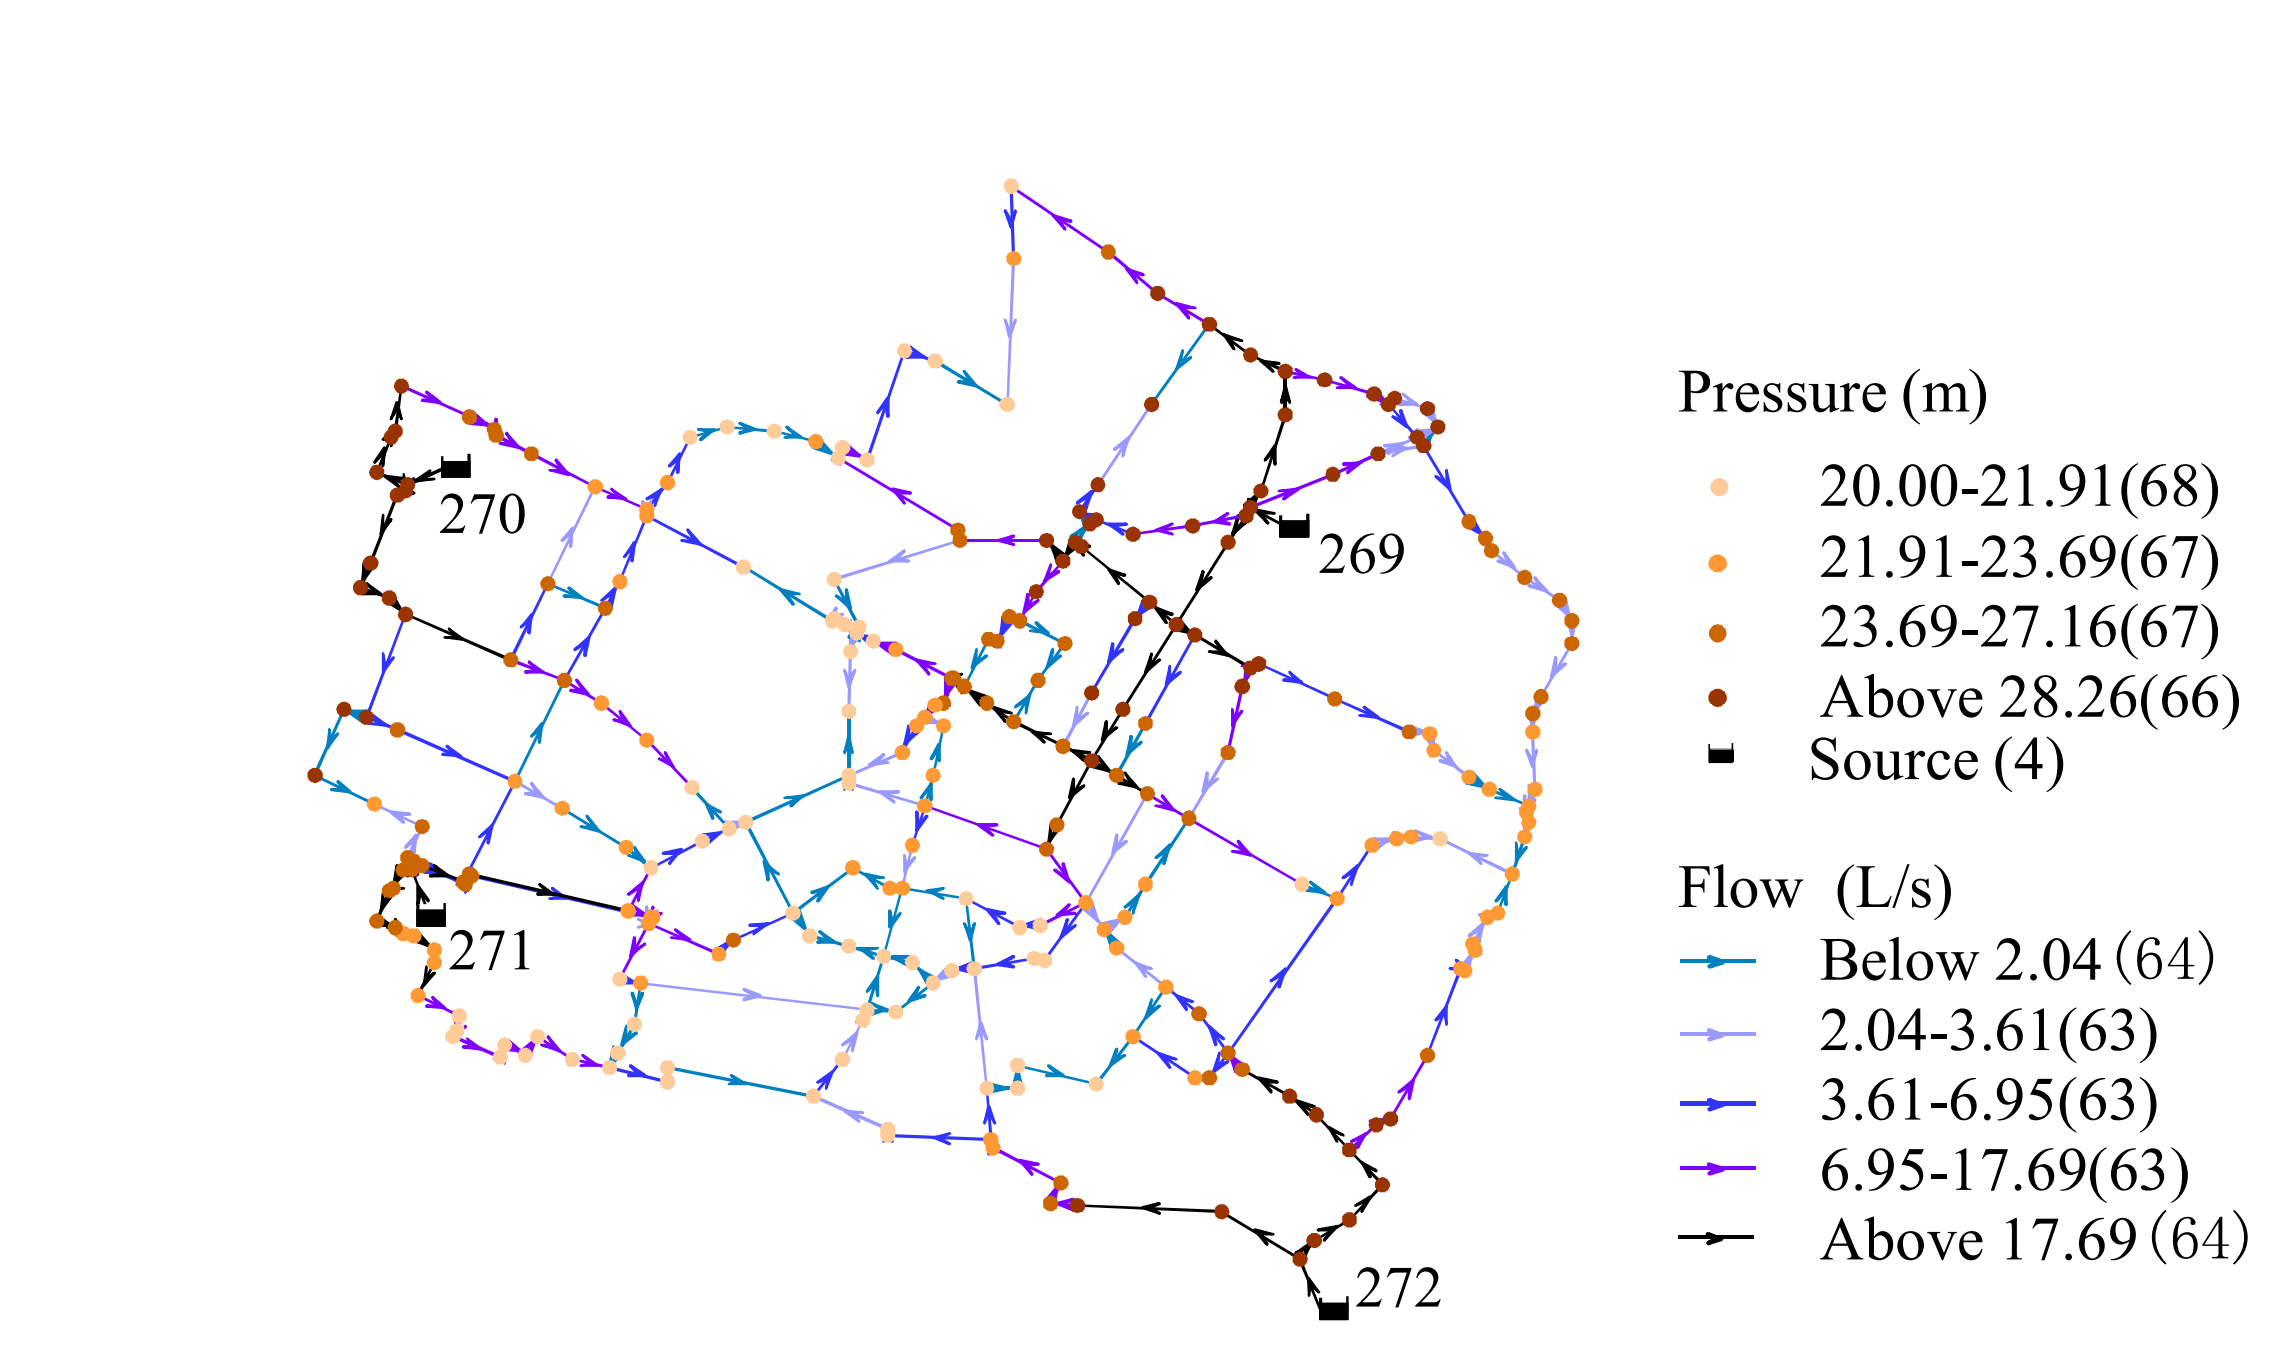 270
269
271
272
Pressure (m)
20.00-21.91(68)
21.91-23.69(67)
23.69-27.16(67)
Above 28.26(66)
Source (4)
Flow (L/s)
Below 2.04（64）
2.04-3.61(63)
3.61-6.95(63)
6.95-17.69(63)
Above 17.69（64）